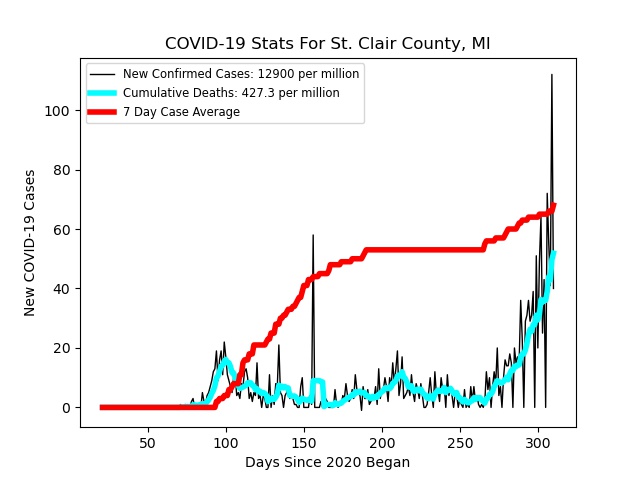 COVID-19 Stats For St. Clair County, MI
New Confirmed Cases: 12900 per million
Cumulative Deaths: 427.3 per million
7 Day Case Average
New COVID-19 Cases
100
80
60
40
20
0
50 100 150 200 250 300
Days Since 2020 Began